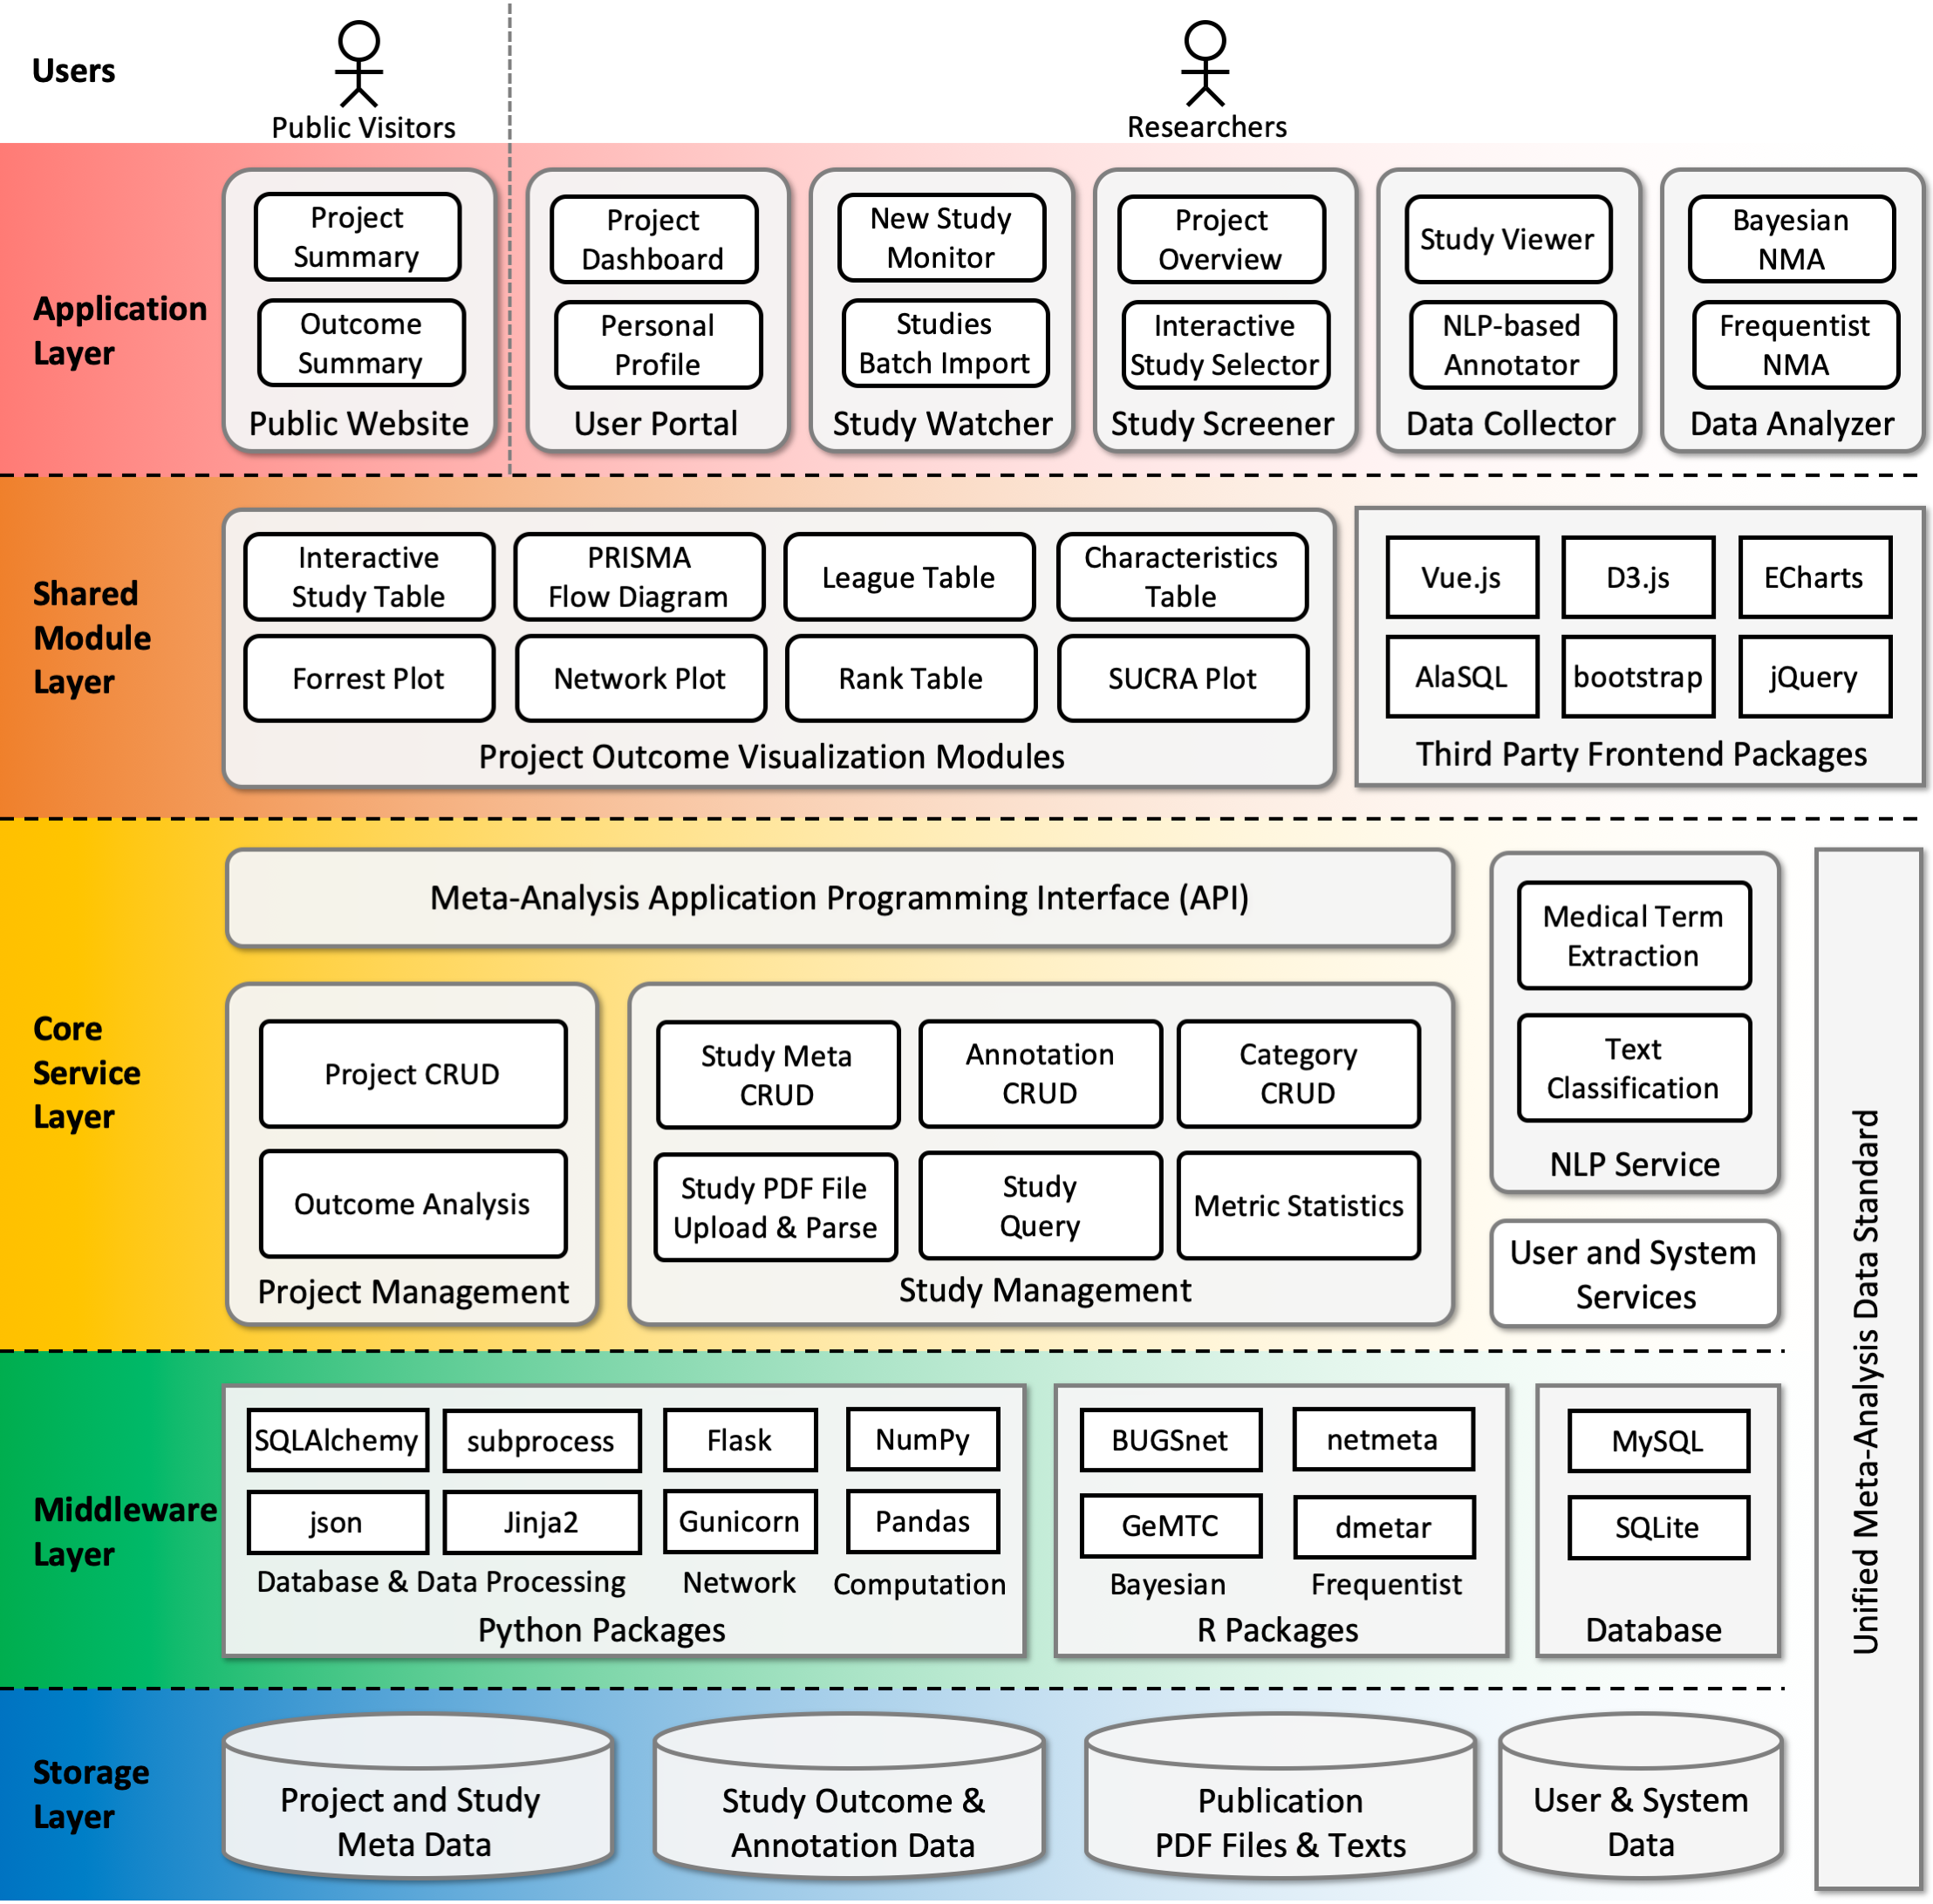 Users
Public Visitors
Researchers
Application
Layer
Project
Summary
Outcome
Summary
Public Website
Project
Dashboard
Personal
Profile
User Portal
New Study
Monitor
Studies
Batch Import
Study Watcher
Project
Overview
Interactive
Study Selector
Study Screener
Study Viewer
NLP-based
Annotator
Data Collector
Bayesian
NMA
Frequentist
NMA
Data Analyzer
Shared
Module
Layer
Interactive
Study Table
PRISMA
Flow Diagram
League Table
Characteristics
Table
Forrest Plot
Network Plot
Rank Table
SUCRA Plot
Project Outcome Visualization Modules
Vue.js
D3.js
ECharts
AlaSQL
bootstrap
jQuery
Third Party Frontend Packages
Core
Service
Layer
Meta-Analysis Application Programming Interface (API)
Project CRUD
Outcome Analysis
Project Management
Study Meta
CRUD
Annotation
CRUD
Category
CRUD
Study PDF File
Upload & Parse
Study
Query
Metric Statistics
Study Management
Medical Term
Extraction
Text
Classification
NLP Service
User and System
Services
Unified Meta-Analysis Data Standard
Middleware
Layer
SQLAlchemy
subprocess
Flask
NumPy
json
Jinja2
Gunicorn
Pandas
Database & Data Processing
Network
Computation
Python Packages
BUGSnet
netmeta
GeMTC
dmetar
Bayesian
Frequentist
R Packages
MySQL
SQLite
Database
Storage
Layer
Project and Study
Meta Data
Study Outcome &
Annotation Data
Publication
PDF Files & Texts
User & System
Data